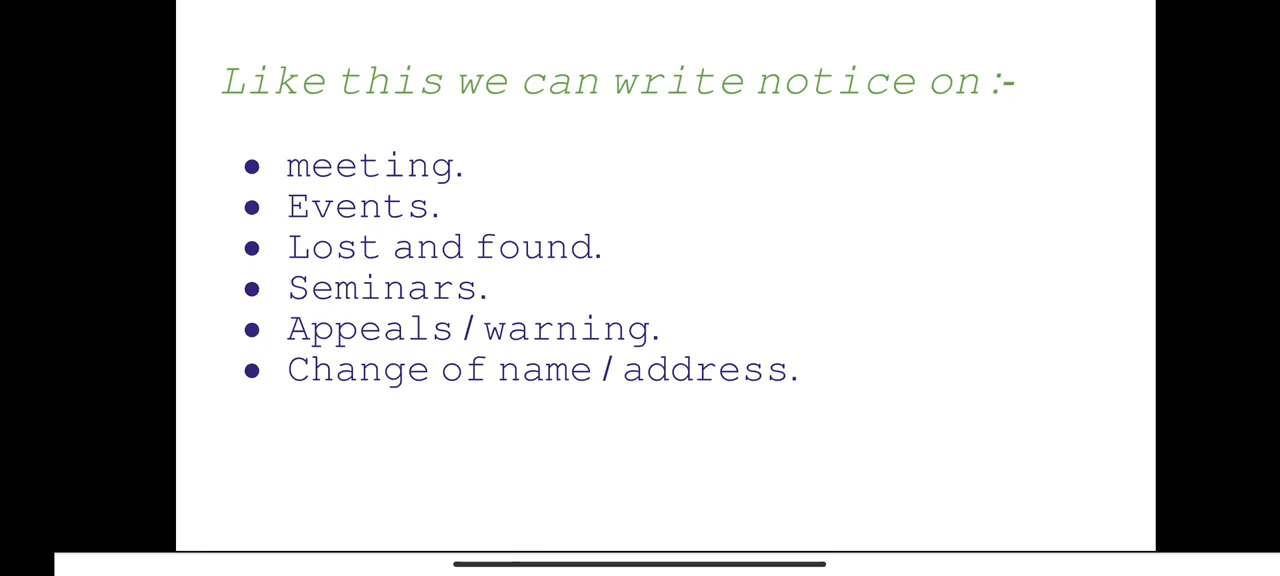 Like this we can write notice on :-
● meeting.
● Events.
● Lost and found.
● Seminars.
● Appeals / warning.
● Change of name / address.